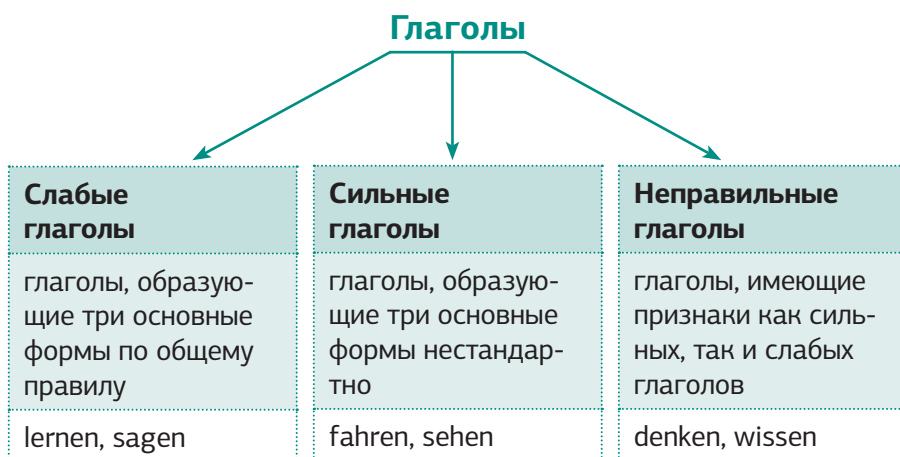 Глаголы
Слабые
глаголы
глаголы, образую-
щие три основные
формы по общему
правилу
lernen, sagen
Сильные
глаголы
глаголы, образую-
щие три основные
формы нестандар-
тно
fahren, sehen
Неправильные
глаголы
глаголы, имеющие
признаки как силь-
ных, так и слабых
глаголов
denken, wissen